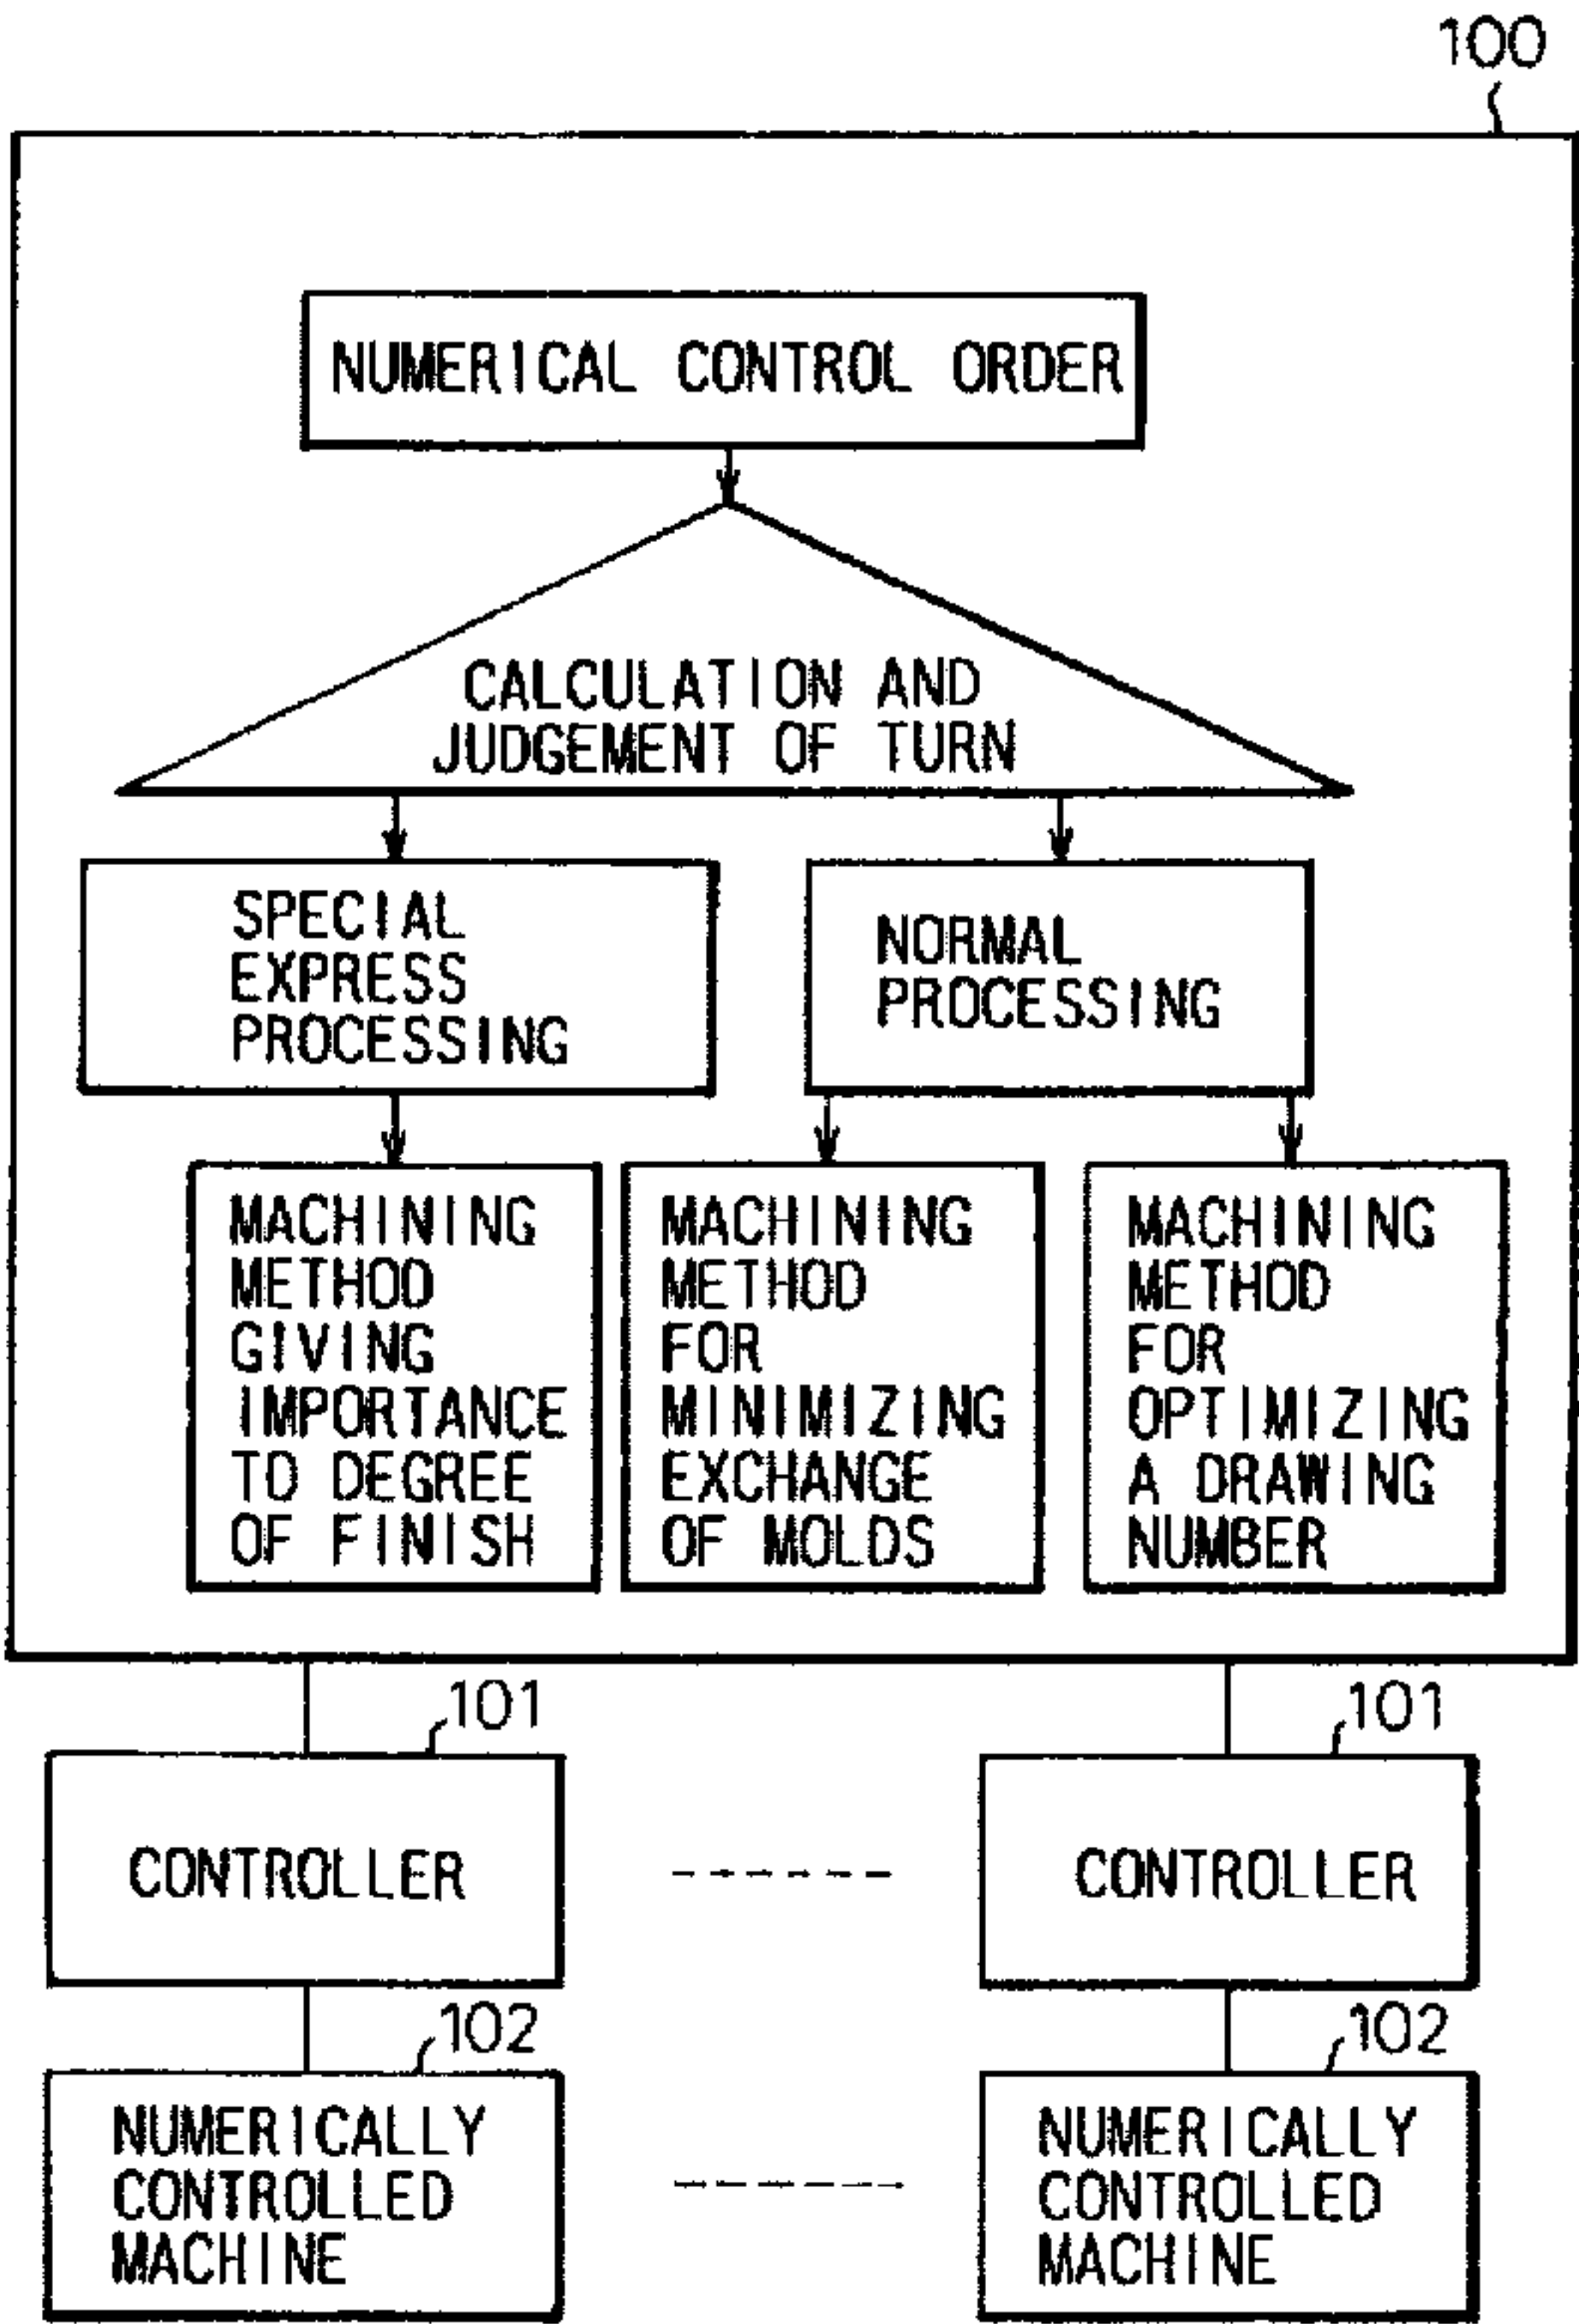 100
NUMERICAL CONTROL ORDER
CALCULATION AND
JUDGEMENT OF TURN
SPECIAL
EXPRESS
PROCESSING
NORMAL
PROCESSING
MACHINING
METHOD
GIVING
IMPORTANCE
TO DEGREE
OF FINISH
MACHINING
METHOD
FOR
MINIMIZING
EXCHANGE
OF MOLDS
MACHINING
METHOD
FOR
OPTIMIZING
A DRAWING
NUMBER
101
CONTROLLER
101
CONTROLLER
102
NUMERICALLY
CONTROLLED
MACHINE
102
NUMERICALLY
CONTROLLED
MACHINE